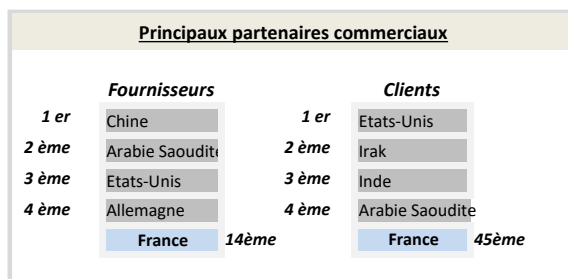 Principaux partenaires commerciaux
Fournisseurs Clients
1 er Chine 1 er Etats-Unis
2 ème Arabie Saoudite 2 ème Irak
3 ème Etats-Unis 3 ème Inde
4 ème Allemagne 4 ème Arabie Saoudite
France 14ème France 45ème